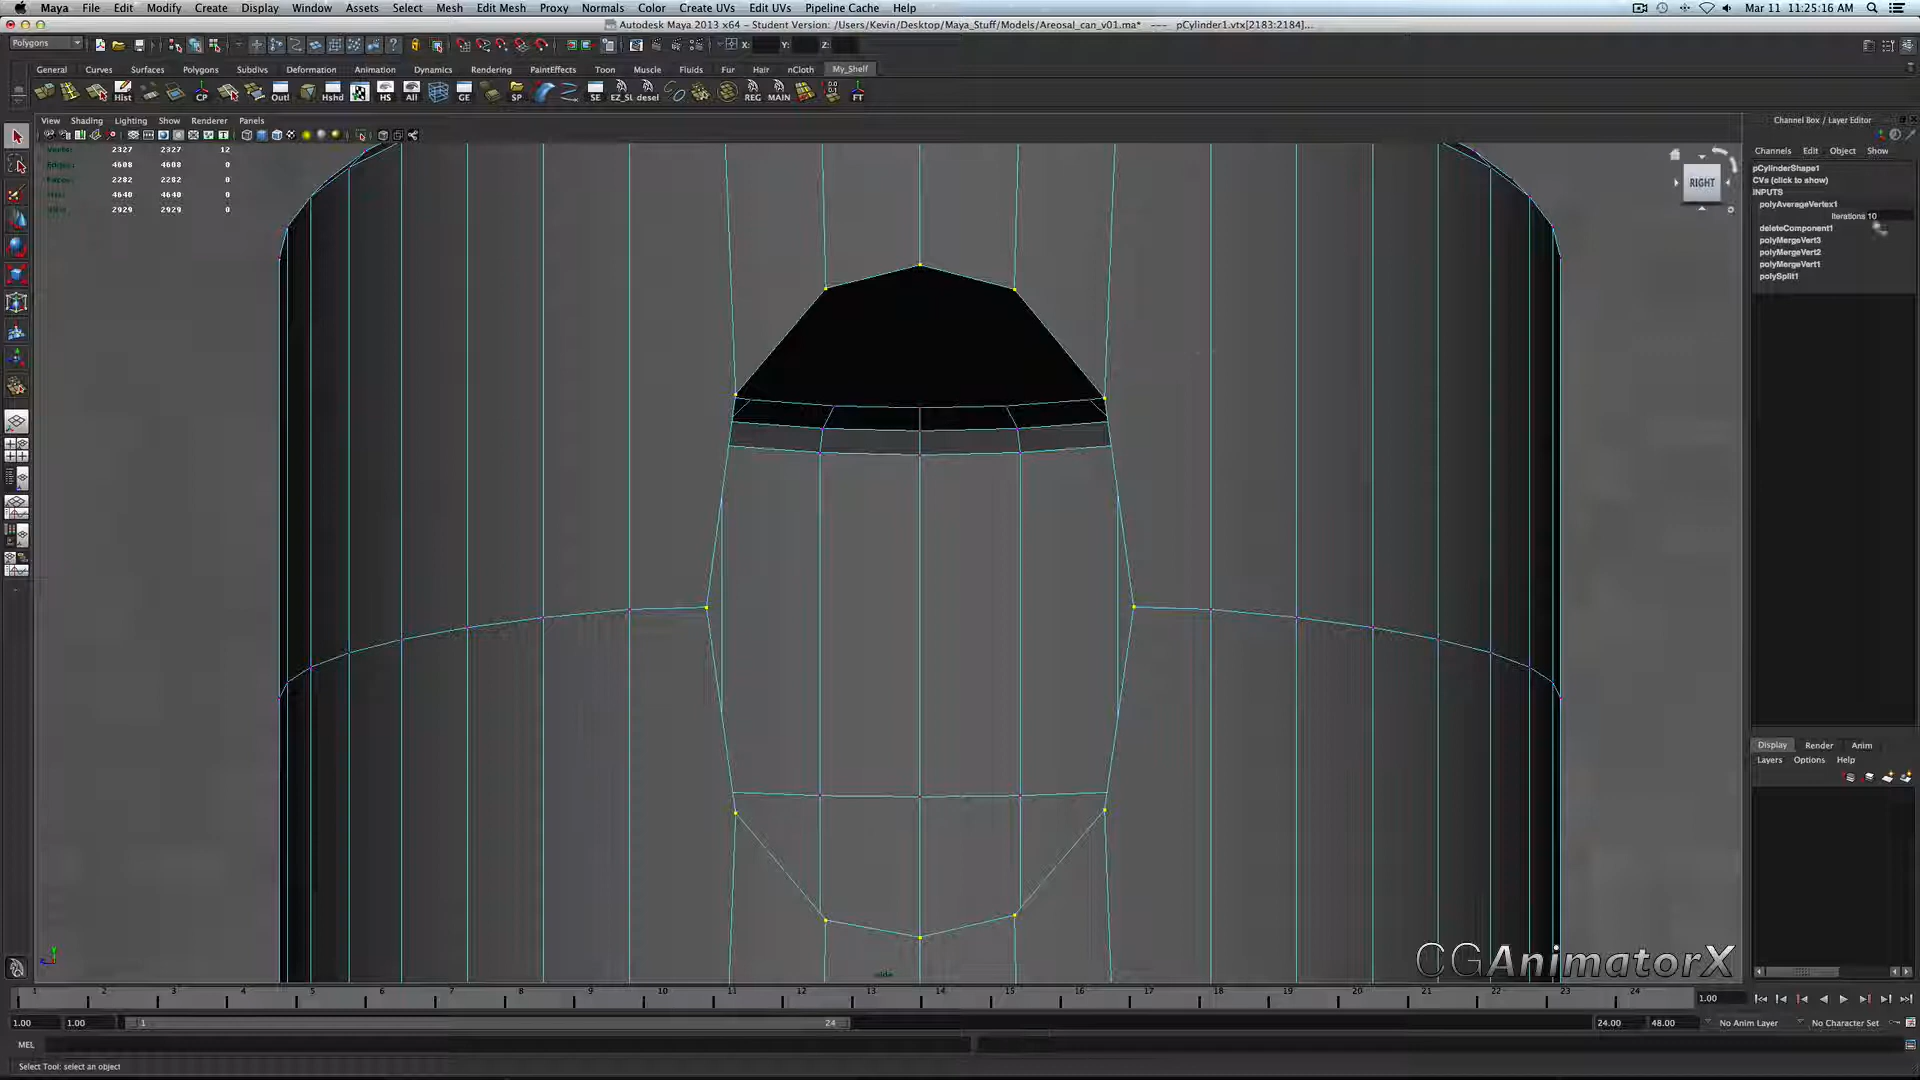 Maya File Edit Modify Create Display Window Assets Select Mesh Edit Mesh Proxy Normals Color Create UVs Edit UVs Pipeline Cache Help Mar 11 11:25:16 AM
Autodesk Maya 2013 x64 - Student Version: /Users/Kevin/Desktop/Maya_Stuff/Models/Areosal_can_v01.ma* --- pCylinder1.vtx[2183:2184]...
Polygons X: Y: Z:
General Curves Surfaces Polygons Subdivs Deformation Animation Dynamics Rendering PaintEffects Toon Muscle Fluids Fur Hair nCloth My_Shelf
Hist CP Outl Hshd HS All GE SP SE EZ_SL desel REG MAIN FT
View Shading Lighting Show Renderer Panels
Channel Box / Layer Editor
Channels Edit Object Show
Verts: 2327 2327 12
Edges: 4608 4608 0
Faces: 2282 2282 0
Tris: 4640 4640 0
UVs: 2929 2929 0
RIGHT
pCylinderShape1
CVs (click to show)
INPUTS
polyAverageVertex1
Iterations 10
deleteComponent1
polyMergeVert3
polyMergeVert2
polyMergeVert1
polySplit1
Display Render Anim
Layers Options Help
CGAnimatorX
side
1 2 3 4 5 6 7 8 9 10 11 12 13 14 15 16 17 18 19 20 21 22 23 24 1.00
1.00 1.00 1 24 24.00 48.00 No Anim Layer No Character Set
MEL
Select Tool: select an object